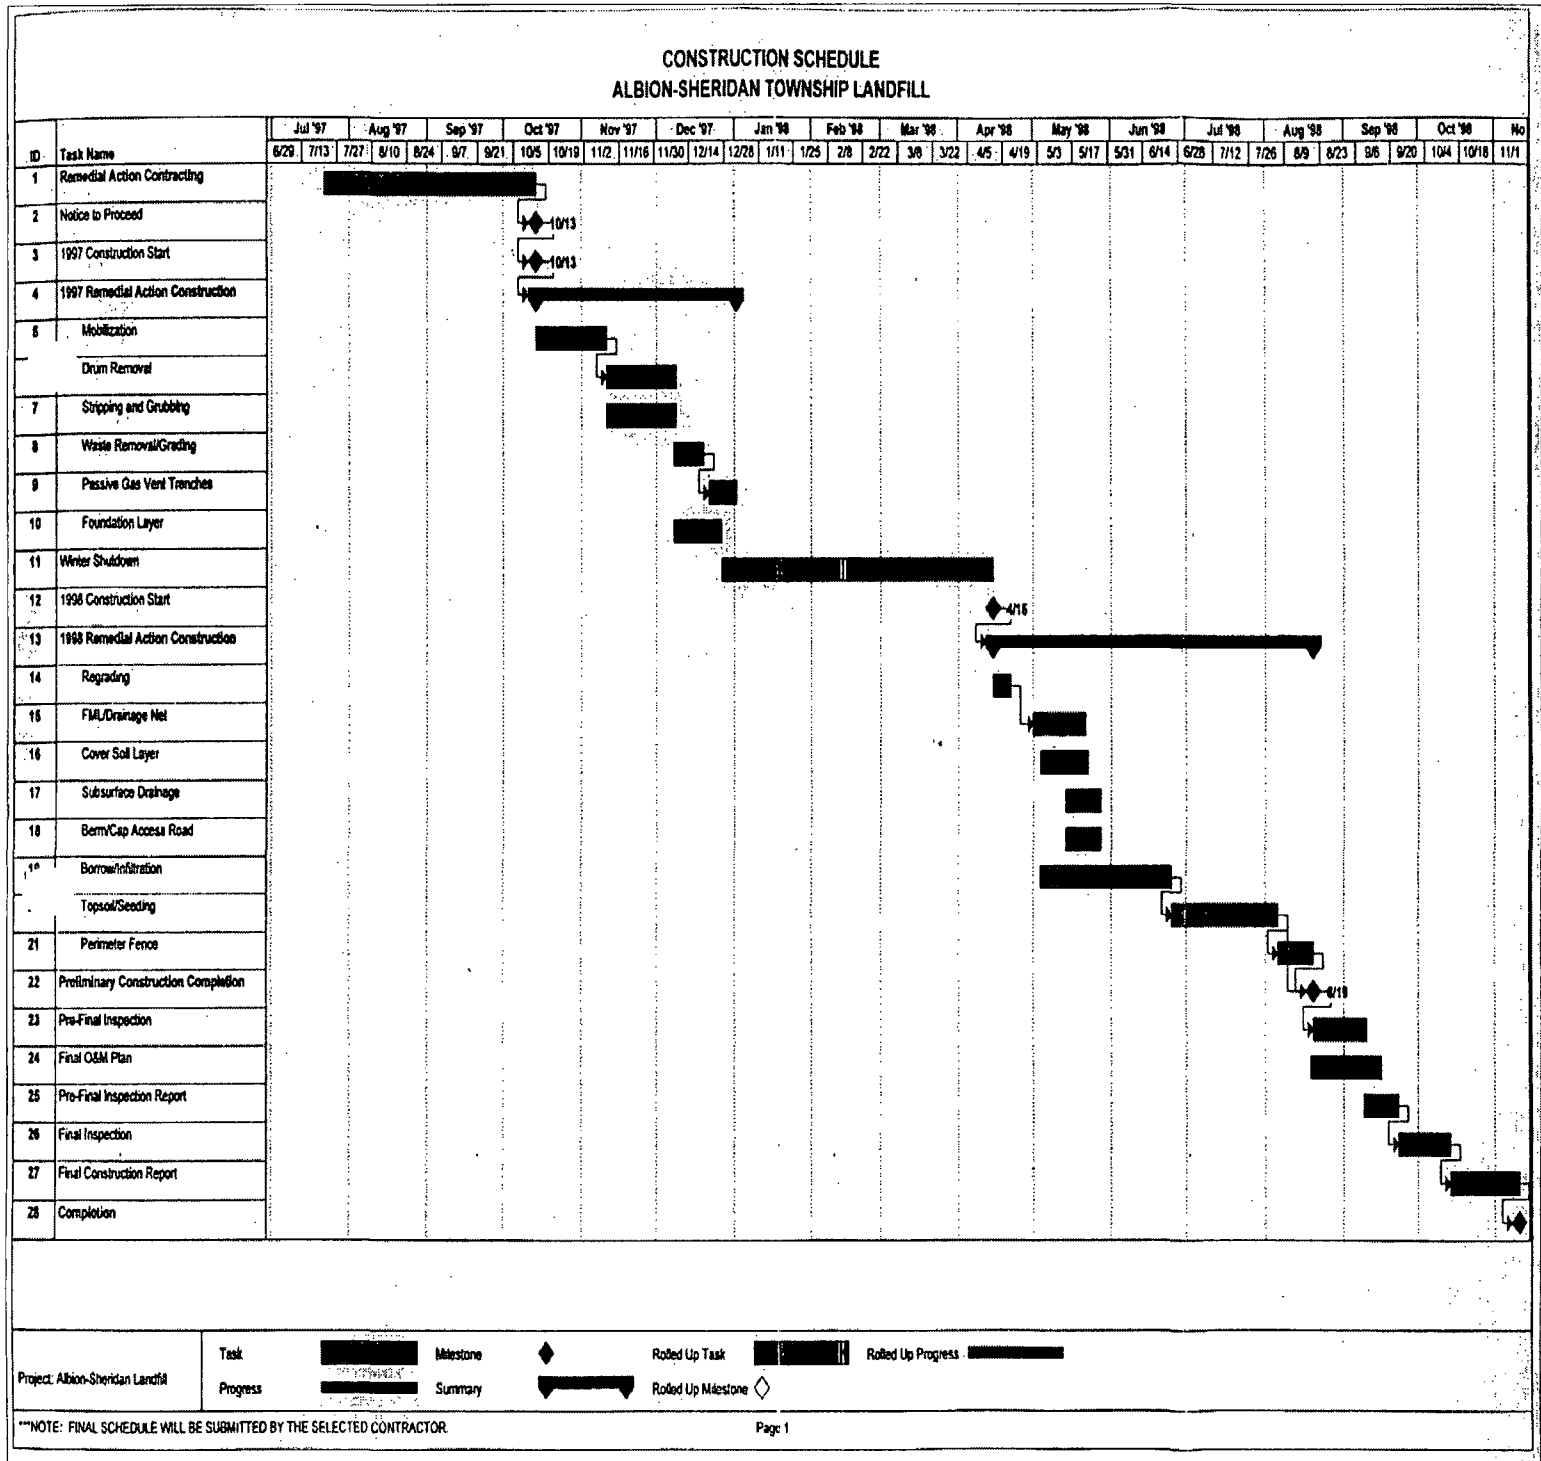 CONSTRUCTION SCHEDULE
ALBION-SHERIDAN TOWNSHIP LANDFILL
Jul '97 Aug '97 Sep '97 Oct '97 Nov '97 Dec '97 Jan '98 Feb '98 Mar '98 Apr '98 May '98 Jun '98 Jul '98 Aug '98 Sep '98 Oct '98 No
ID Task Name 6/29 7/13 7/27 8/10 8/24 9/7 9/21 10/5 10/19 11/2 11/16 11/30 12/14 12/28 1/11 1/25 2/8 2/22 3/8 3/22 4/5 4/19 5/3 5/17 5/31 6/14 6/28 7/12 7/26 8/9 8/23 9/6 9/20 10/4 10/18 11/1
1 Remedial Action Contracting
2 Notice to Proceed 10/13
3 1997 Construction Start 10/13
4 1997 Remedial Action Construction
5 Mobilization
Drum Removal
7 Stripping and Grubbing
8 Waste Removal/Grading
9 Passive Gas Vent Trenches
10 Foundation Layer
11 Winter Shutdown
12 1998 Construction Start 4/15
13 1998 Remedial Action Construction
14 Regrading
15 FML/Drainage Net
16 Cover Soil Layer
17 Subsurface Drainage
18 Berm/Cap Access Road
Borrow/Infiltration
Topsoil/Seeding
21 Perimeter Fence
22 Preliminary Construction Completion
23 Pre-Final Inspection
24 Final O&M Plan
25 Pre-Final Inspection Report
26 Final Inspection
27 Final Construction Report
28 Completion
Project: Albion-Sheridan Landfill
Task Milestone Rolled Up Task Rolled Up Progress
Progress Summary Rolled Up Milestone
***NOTE: FINAL SCHEDULE WILL BE SUBMITTED BY THE SELECTED CONTRACTOR.
Page 1